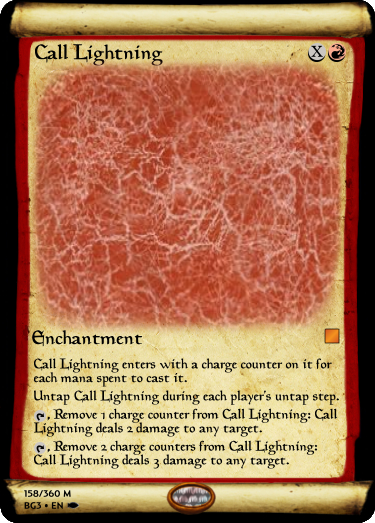 Call Lightning X
Enchantment
Call Lightning enters with a charge counter on it for
each mana spent to cast it.
Untap Call Lightning during each player's untap step.
, Remove 1 charge counter from Call Lightning: Call
Lightning deals 2 damage to any target.
, Remove 2 charge counters from Call Lightning:
Call Lightning deals 3 damage to any target.
158/360 M
BG3 • EN